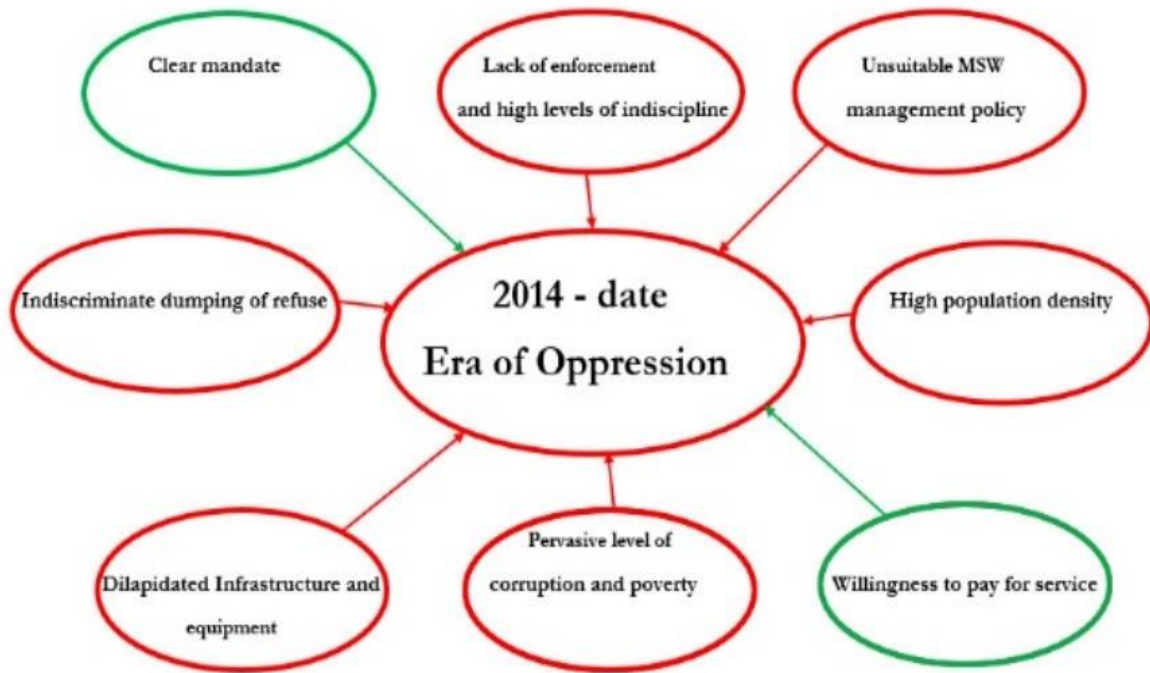 Clear mandate
Lack of enforcement
and high levels of indiscipline
Unsuitable MSW
management policy
Indiscriminate dumping of refuse
2014 - date
Era of Oppression
High population density
Dilapidated Infrastructure and
equipment
Pervasive level of
corruption and poverty
Willingness to pay for service